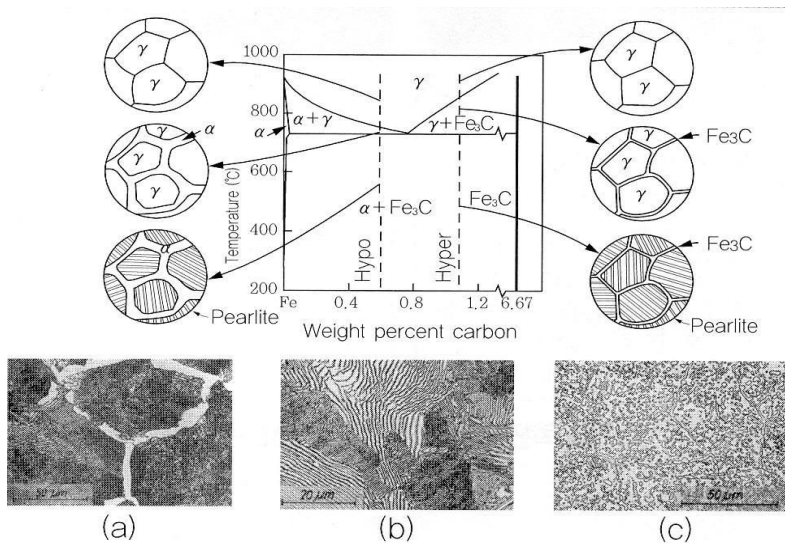 1000
800
600
400
200
Temperature (℃)
Fe
0.4
0.8
1.2
6.67
Weight percent carbon
γ
α+γ
α
γ+Fe₃C
α+Fe₃C
Fe₃C
Hypo
Hyper
γ
γ
γ
α
γ
γ
α
Pearlite
γ
γ
γ
Fe₃C
γ
γ
Fe₃C
Pearlite
50 μm
20 μm
50 μm
(a)
(b)
(c)